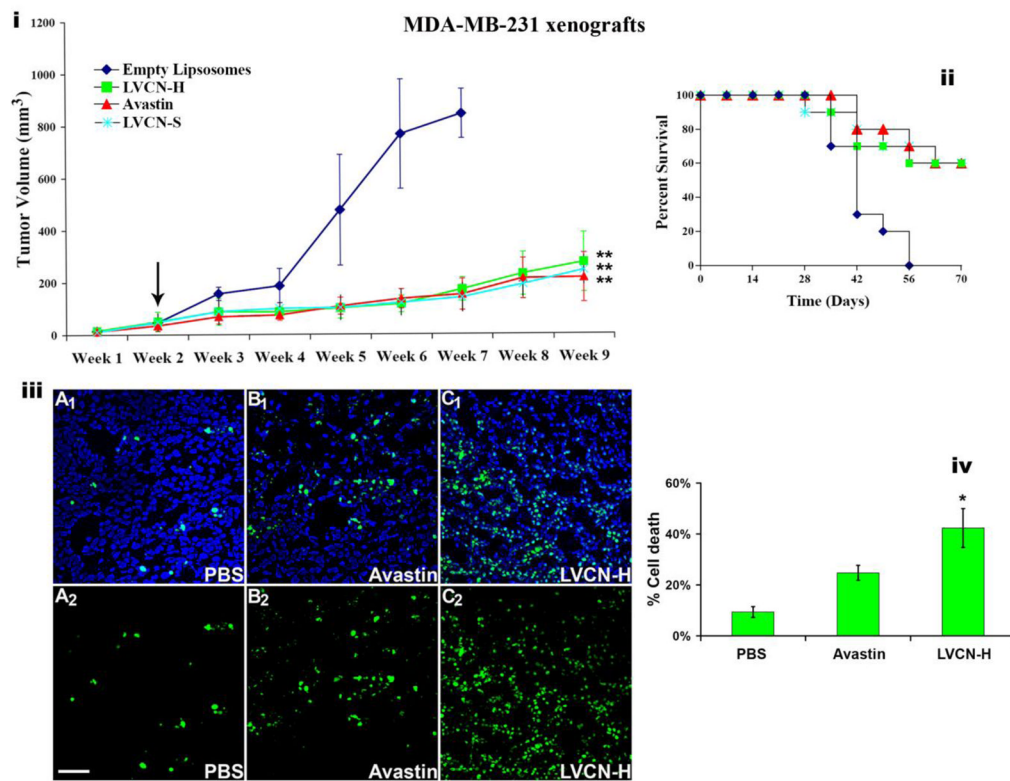 i
MDA-MB-231 xenografts
1200
1000
800
600
400
200
0
Tumor Volume (mm3)
Empty Lipsosomes
LVCN-H
Avastin
LVCN-S
**
**
**
Week 1 Week 2 Week 3 Week 4 Week 5 Week 6 Week 7 Week 8 Week 9
ii
100
80
60
40
20
0
Percent Survival
0 14 28 42 56 70
Time (Days)
iii
A1 B1 C1
PBS Avastin LVCN-H
A2 B2 C2
PBS Avastin LVCN-H
iv
60%
40%
20%
0%
% Cell death
*
PBS Avastin LVCN-H